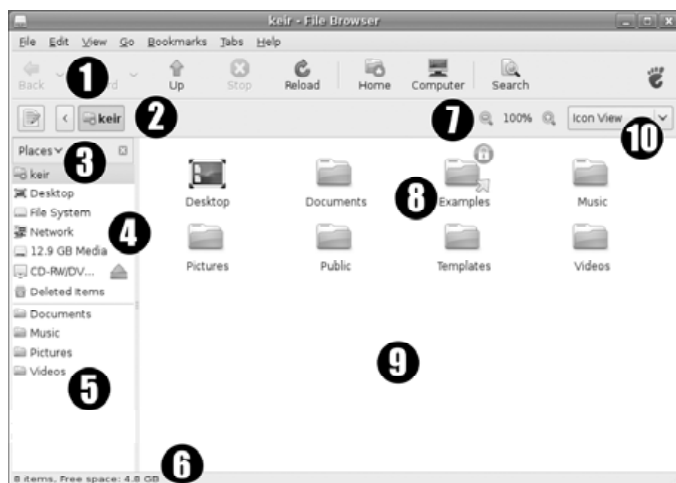 keir - File Browser
File Edit View Go Bookmarks Tabs Help
Back 1 Up Stop Reload Home Computer Search
keir 2 7 100% Icon View 10
Places 3
keir
Desktop
File System
Network 4
12.9 GB Media
CD-RW/DV...
Deleted Items
Documents
Music
Pictures
Videos 5
Desktop Documents 8 Examples Music
Pictures Public Templates Videos
9
8 items, Free space: 4.8 GB 6